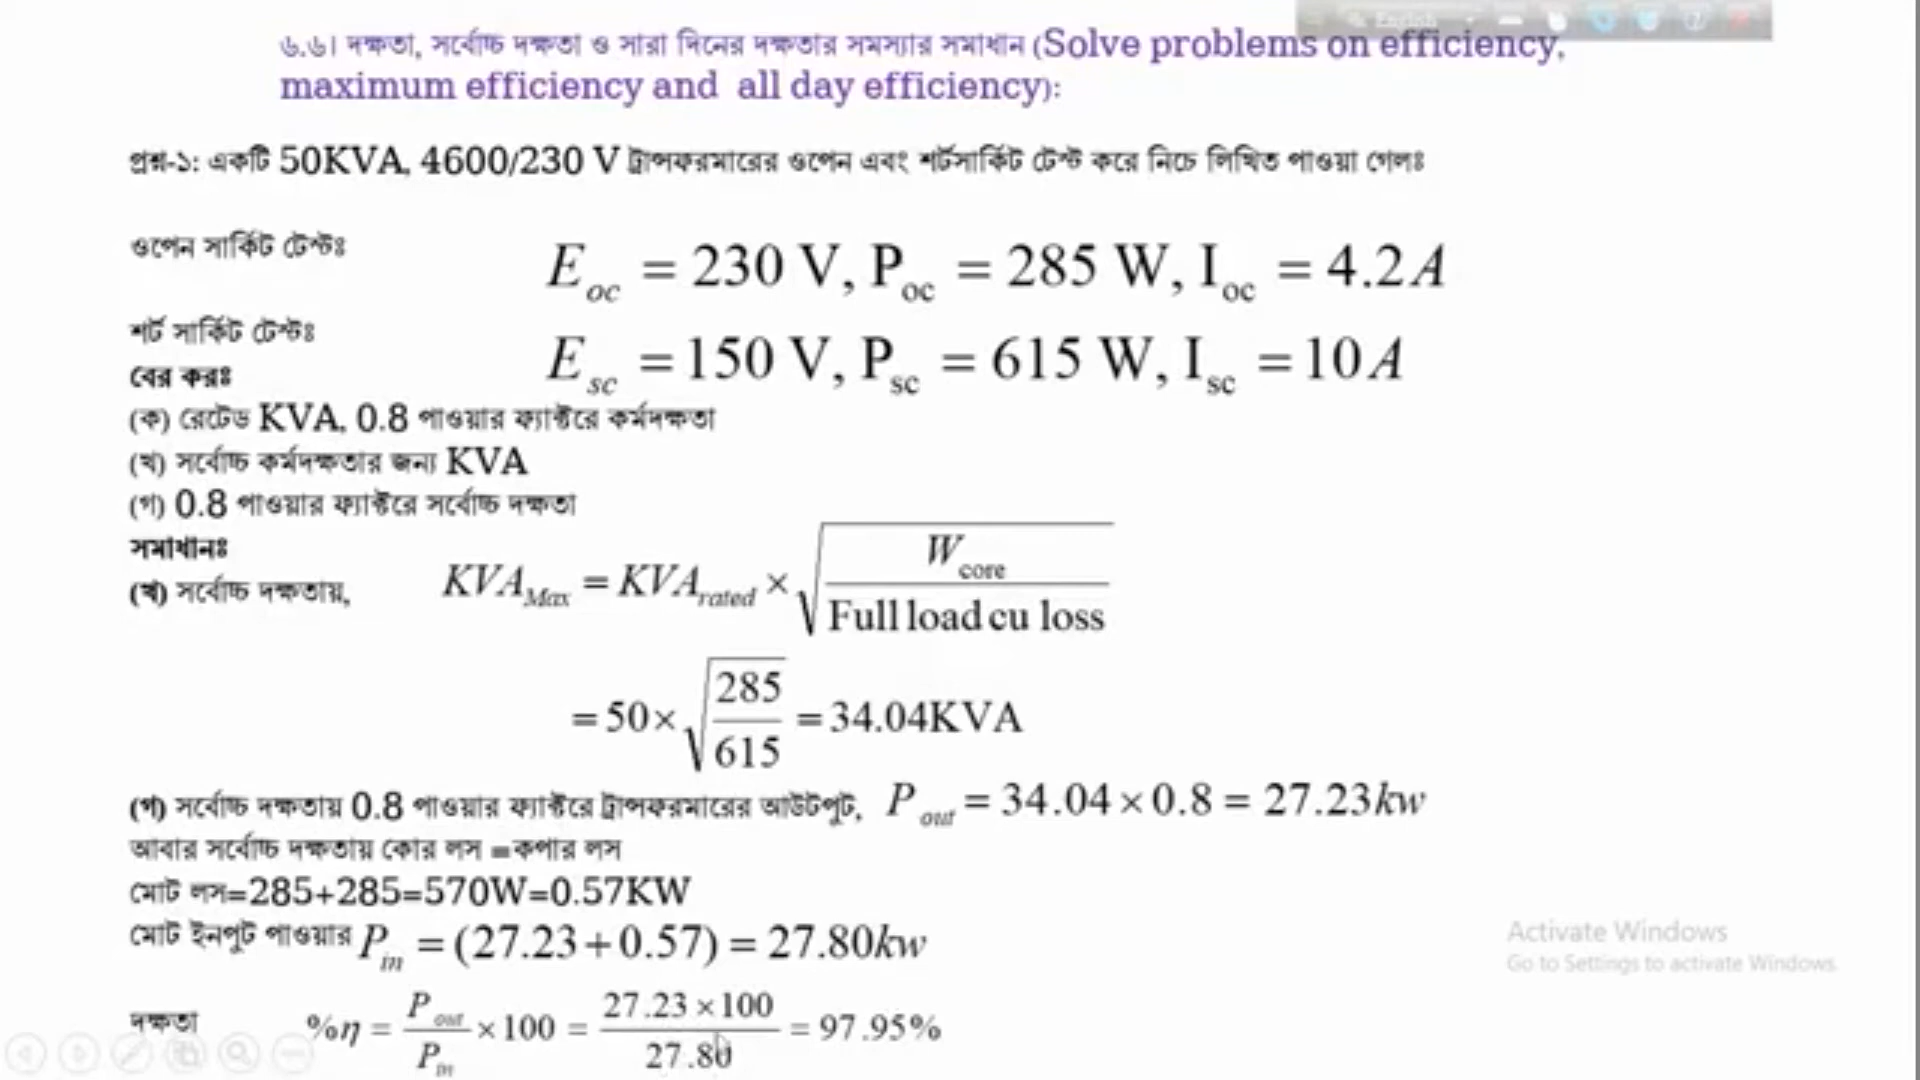 English
৬.৬। দক্ষতা, সর্বোচ্চ দক্ষতা ও সারা দিনের দক্ষতার সমস্যার সমাধান (Solve problems on efficiency,
maximum efficiency and all day efficiency):
প্রশ্ন-১: একটি 50KVA, 4600/230 V ট্রান্সফরমারের ওপেন এবং শর্টসার্কিট টেস্ট করে নিচে লিখিত পাওয়া গেলঃ
ওপেন সার্কিট টেস্টঃ E_oc = 230 V, P_oc = 285 W, I_oc = 4.2A
শর্ট সার্কিট টেস্টঃ E_sc = 150 V, P_sc = 615 W, I_sc = 10A
বের করঃ
(ক) রেটেড KVA, 0.8 পাওয়ার ফ্যাক্টরে কর্মদক্ষতা
(খ) সর্বোচ্চ কর্মদক্ষতার জন্য KVA
(গ) 0.8 পাওয়ার ফ্যাক্টরে সর্বোচ্চ দক্ষতা
সমাধানঃ
(খ) সর্বোচ্চ দক্ষতায়, KVA_Max = KVA_rated × √(W_core / Full load cu loss)
= 50 × √(285/615) = 34.04KVA
(গ) সর্বোচ্চ দক্ষতায় 0.8 পাওয়ার ফ্যাক্টরে ট্রান্সফরমারের আউটপুট, P_out = 34.04 × 0.8 = 27.23kw
আবার সর্বোচ্চ দক্ষতায় কোর লস =কপার লস
মোট লস=285+285=570W=0.57KW
মোট ইনপুট পাওয়ার P_in = (27.23+0.57) = 27.80kw
দক্ষতা %η = P_out/P_in × 100 = 27.23 × 100/27.80 = 97.95%
Activate Windows
Go to Settings to activate Windows.